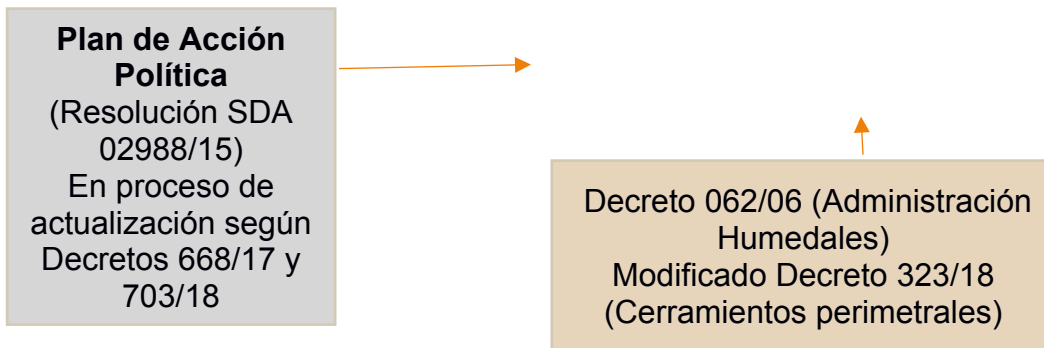 Plan de Acción
Política
(Resolución SDA
02988/15)
En proceso de
actualización según
Decretos 668/17 y
703/18
Decreto 062/06 (Administración
Humedales)
Modificado Decreto 323/18
(Cerramientos perimetrales)